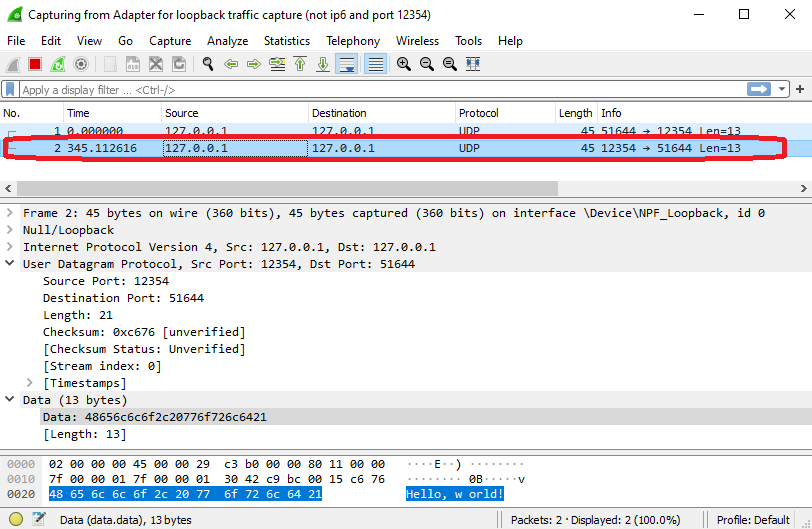 Capturing from Adapter for loopback traffic capture (not ip6 and port 12354)
File Edit View Go Capture Analyze Statistics Telephony Wireless Tools Help
Apply a display filter ... <Ctrl-/>
No. Time Source Destination Protocol Length Info
1 0.000000 127.0.0.1 127.0.0.1 UDP 45 51644 → 12354 Len=13
2 345.112616 127.0.0.1 127.0.0.1 UDP 45 12354 → 51644 Len=13
Frame 2: 45 bytes on wire (360 bits), 45 bytes captured (360 bits) on interface \Device\NPF_Loopback, id 0
Null/Loopback
Internet Protocol Version 4, Src: 127.0.0.1, Dst: 127.0.0.1
User Datagram Protocol, Src Port: 12354, Dst Port: 51644
Source Port: 12354
Destination Port: 51644
Length: 21
Checksum: 0xc676 [unverified]
[Checksum Status: Unverified]
[Stream index: 0]
[Timestamps]
Data (13 bytes)
Data: 48656c6c6f2c20776f726c6421
[Length: 13]
0000 02 00 00 00 45 00 00 29 c3 b0 00 00 80 11 00 00 ····E··) ········
0010 7f 00 00 01 7f 00 00 01 30 42 c9 bc 00 15 c6 76 ········ 0B·····v
0020 48 65 6c 6c 6f 2c 20 77 6f 72 6c 64 21 Hello, w orld!
Data (data.data), 13 bytes Packets: 2 · Displayed: 2 (100.0%) Profile: Default